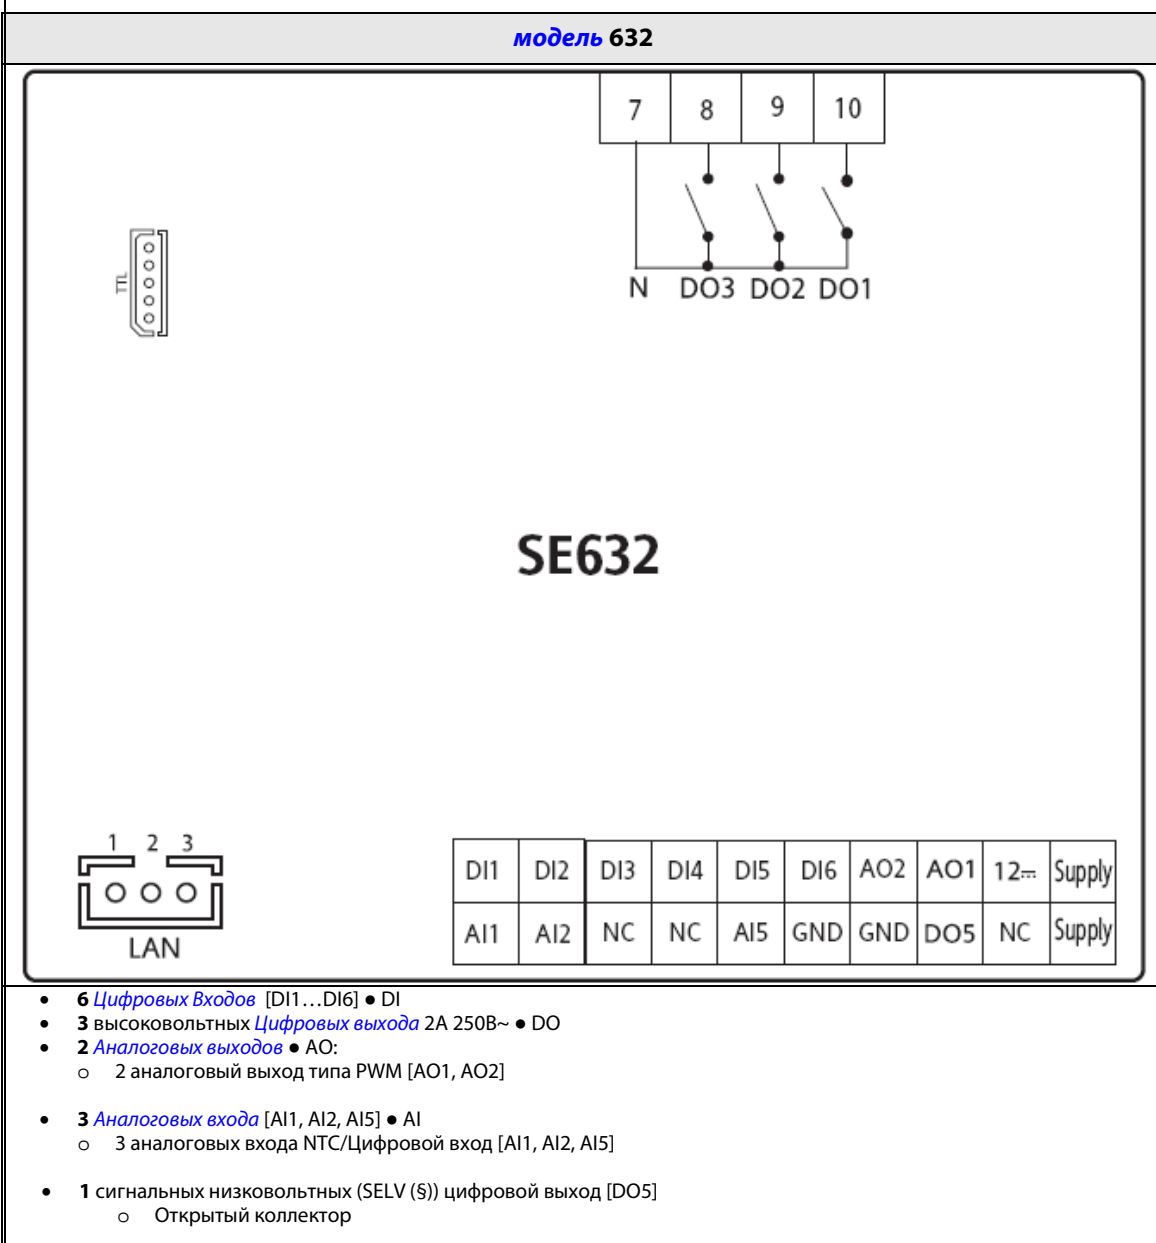 модель 632
7 8 9 10
TTL
N DO3 DO2 DO1
SE632
1 2 3
LAN
DI1 DI2 DI3 DI4 DI5 DI6 AO2 AO1 12⎓ Supply
AI1 AI2 NC NC AI5 GND GND DO5 NC Supply
• 6 Цифровых Входов [DI1…DI6] ● DI
• 3 высоковольтных Цифровых выхода 2А 250В~ ● DO
• 2 Аналоговых выходов ● AO:
o 2 аналоговый выход типа PWM [AO1, AO2]
• 3 Аналоговых входа [AI1, AI2, AI5] ● AI
o 3 аналоговых входа NTC/Цифровой вход [AI1, AI2, AI5]
• 1 сигнальных низковольтных (SELV (§)) цифровой выход [DO5]
o Открытый коллектор